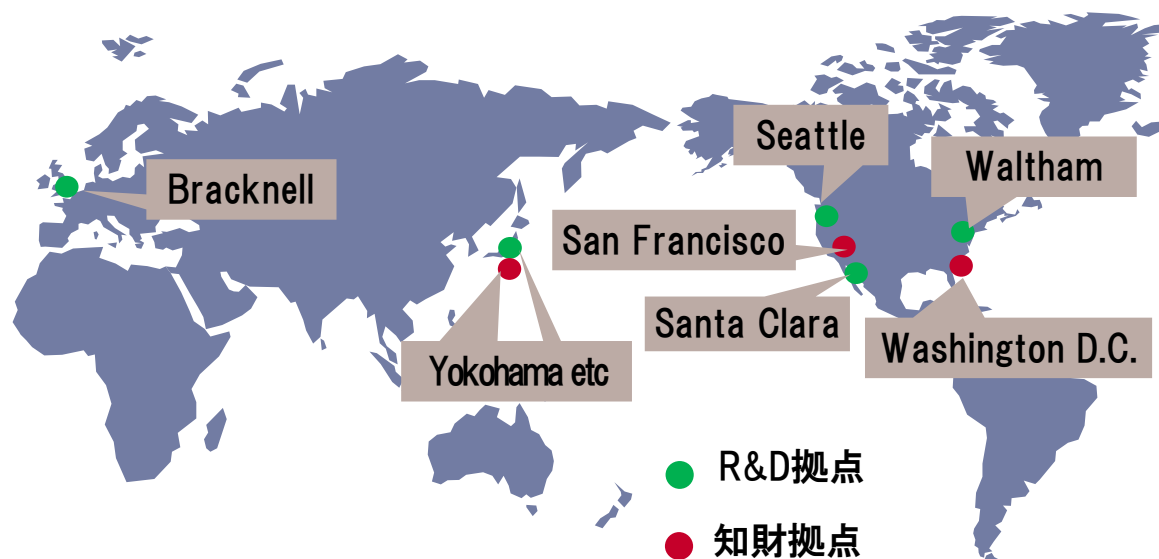 Seattle
Waltham
Bracknell
San Francisco
Santa Clara
Washington D.C.
Yokohama etc
R&D拠点
知財拠点